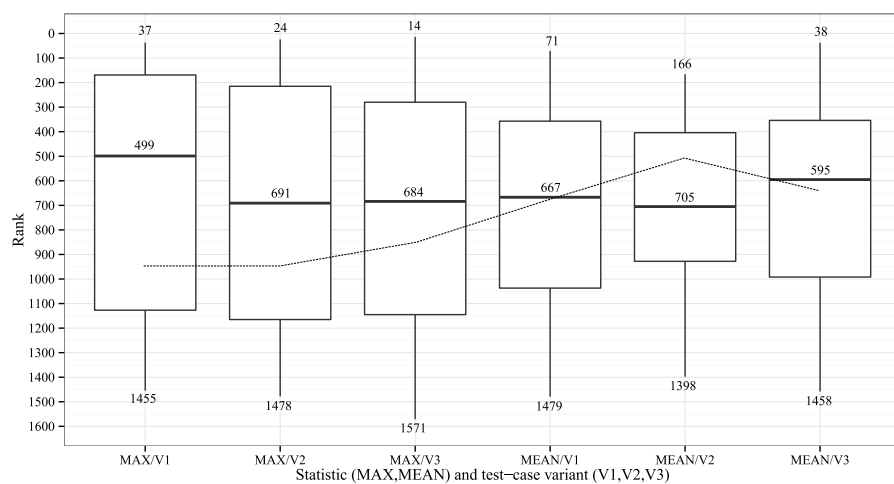 37 24 14 71 166 38
0
100
200
300
400
500
600
700
800
900
1000
1100
1200
1300
1400
1500
1600
Rank
499 691 684 667 705 595
1455 1478 1571 1479 1398 1458
MAX/V1 MAX/V2 MAX/V3 MEAN/V1 MEAN/V2 MEAN/V3
Statistic (MAX,MEAN) and test−case variant (V1,V2,V3)